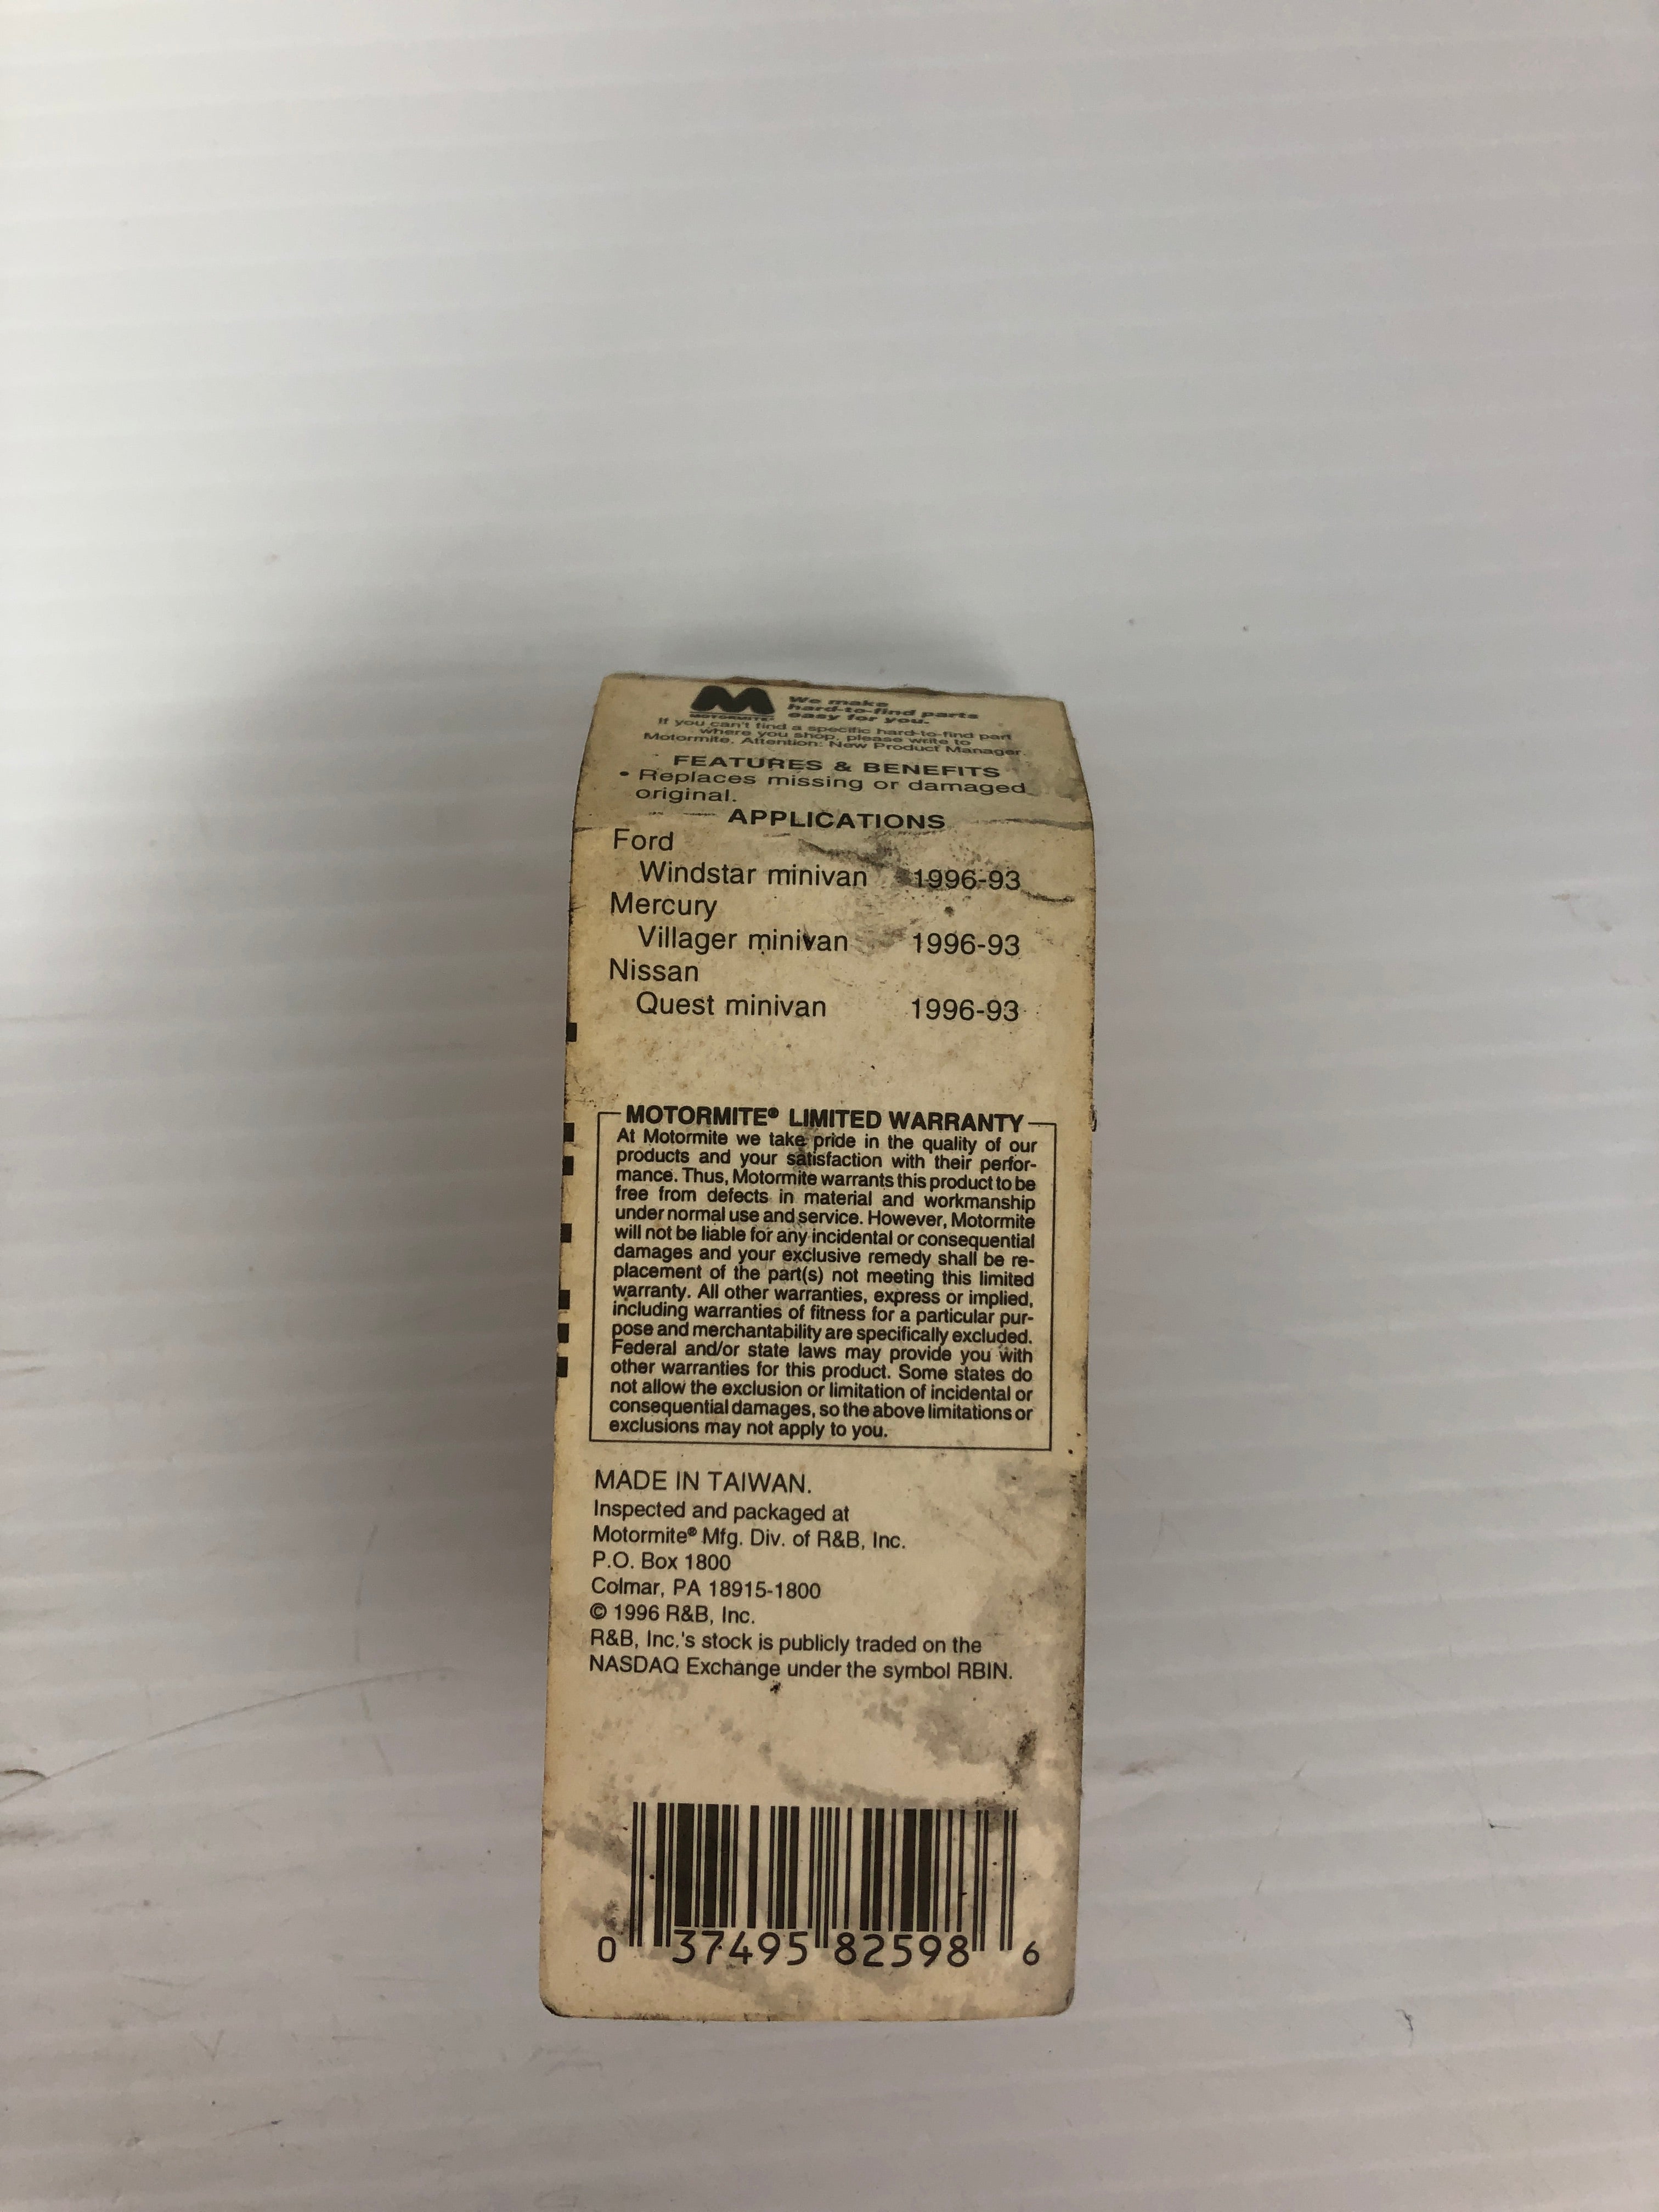 M
MOTORMITE®
We make
hard-to-find parts
easy for you.
If you can't find a specific hard-to-find part
where you shop, please write to
Motormite, Attention: New Product Manager.
FEATURES & BENEFITS
• Replaces missing or damaged
original.
APPLICATIONS
Ford
Windstar minivan 1996-93
Mercury
Villager minivan 1996-93
Nissan
Quest minivan 1996-93
MOTORMITE® LIMITED WARRANTY
At Motormite we take pride in the quality of our
products and your satisfaction with their perfor-
mance. Thus, Motormite warrants this product to be
free from defects in material and workmanship
under normal use and service. However, Motormite
will not be liable for any incidental or consequential
damages and your exclusive remedy shall be re-
placement of the part(s) not meeting this limited
warranty. All other warranties, express or implied,
including warranties of fitness for a particular pur-
pose and merchantability are specifically excluded.
Federal and/or state laws may provide you with
other warranties for this product. Some states do
not allow the exclusion or limitation of incidental or
consequential damages, so the above limitations or
exclusions may not apply to you.
MADE IN TAIWAN.
Inspected and packaged at
Motormite® Mfg. Div. of R&B, Inc.
P.O. Box 1800
Colmar, PA 18915-1800
© 1996 R&B, Inc.
R&B, Inc.'s stock is publicly traded on the
NASDAQ Exchange under the symbol RBIN.
0 37495 82598 6